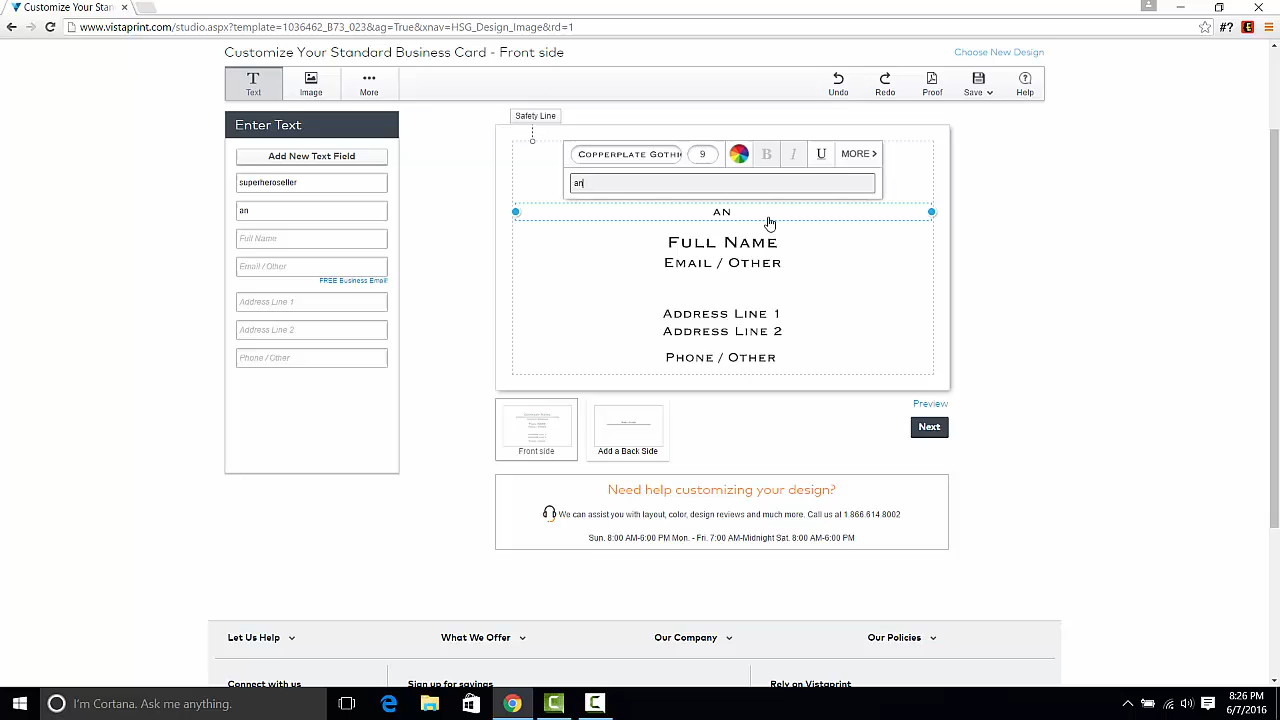 Customize Your Stan
www.vistaprint.com/studio.aspx?template=1036462_B73_023&ag=True&xnav=HSG_Design_Image&rd=1
#?
Customize Your Standard Business Card - Front side
Choose New Design
T
Text
Image
More
Undo
Redo
Proof
Save
Help
Enter Text
Add New Text Field
superheroseller
an
Full Name
Email / Other
FREE Business Email!
Address Line 1
Address Line 2
Phone / Other
Safety Line
COPPERPLATE GOTHI
9
B
I
U
MORE
an
AN
FULL NAME
EMAIL / OTHER
ADDRESS LINE 1
ADDRESS LINE 2
PHONE / OTHER
Front side
Add a Back Side
Preview
Next
Need help customizing your design?
We can assist you with layout, color, design reviews and much more. Call us at 1.866.614.8002
Sun. 8:00 AM-6:00 PM Mon. - Fri. 7:00 AM-Midnight Sat. 8:00 AM-6:00 PM
Let Us Help
What We Offer
Our Company
Our Policies
Connect with us
Sign up for savings
Rely on Vistaprint
I'm Cortana. Ask me anything.
8:26 PM
6/7/2016